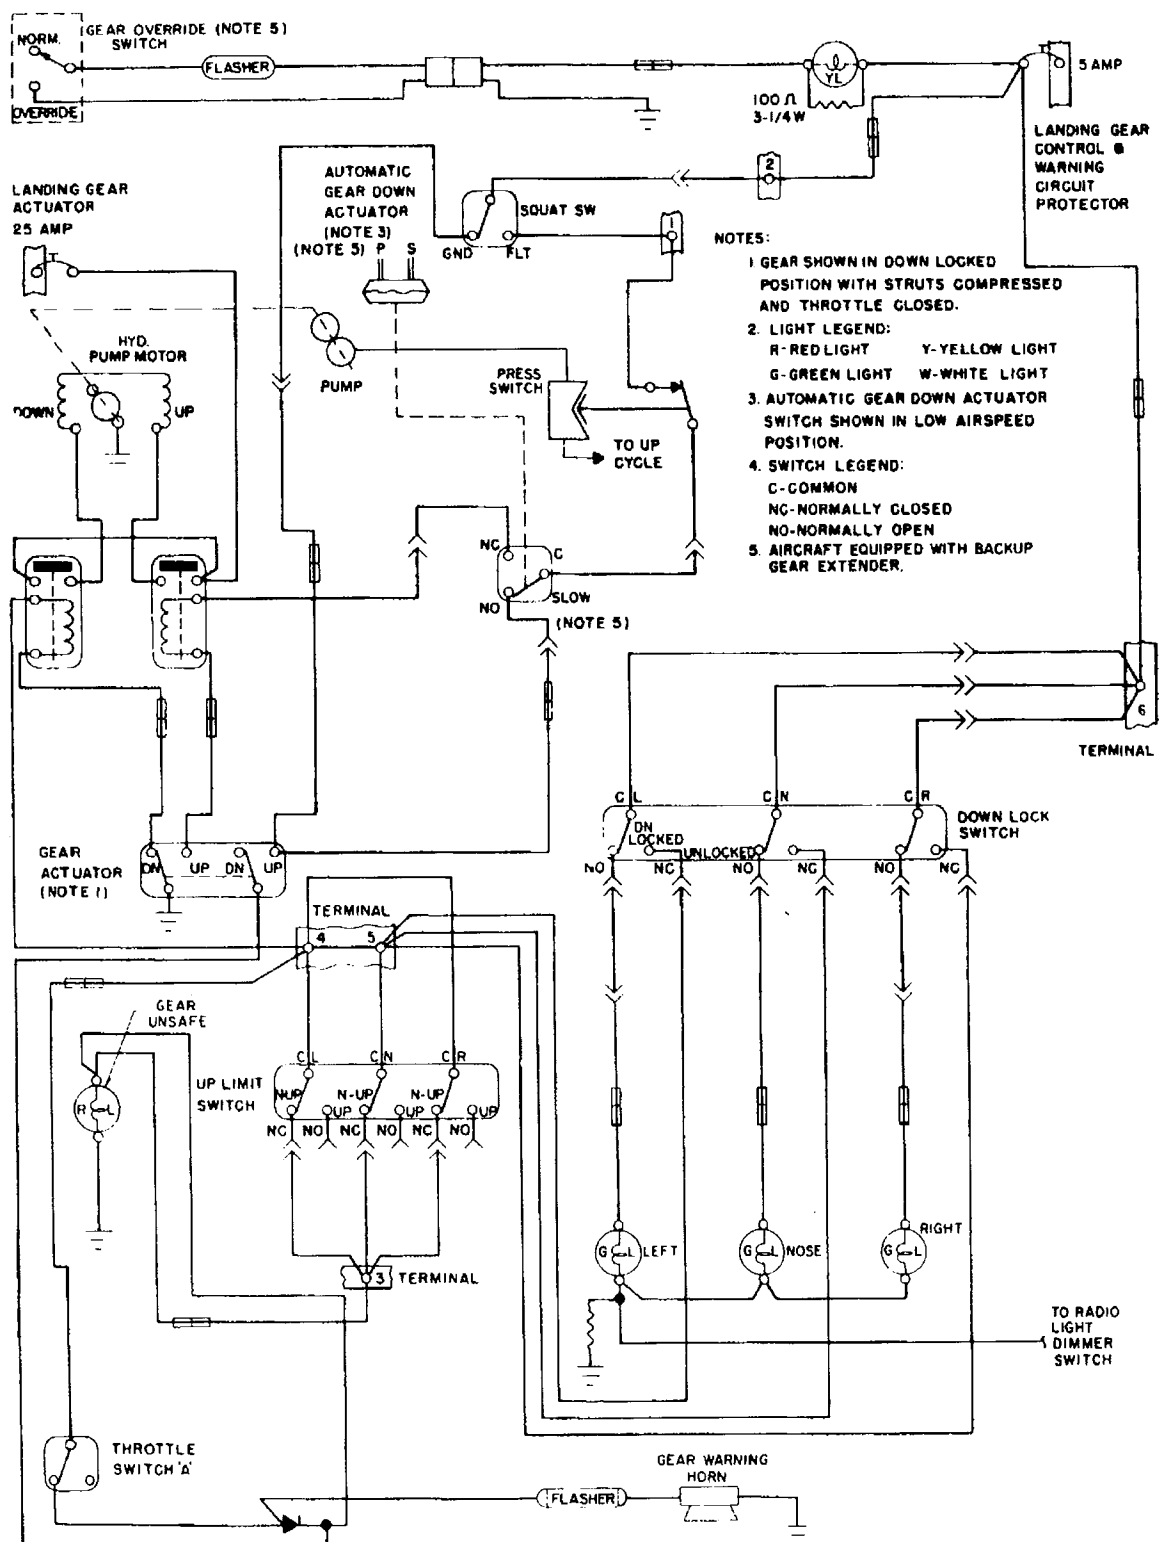 NORM.
GEAR OVERRIDE (NOTE 5)
SWITCH
FLASHER
OVERRIDE
YL
100 Ω
3-1/4W
T
5 AMP
LANDING GEAR
CONTROL &
WARNING
CIRCUIT
PROTECTOR
2
AUTOMATIC
GEAR DOWN
ACTUATOR
(NOTE 3)
(NOTE 5) P S
LANDING GEAR
ACTUATOR
25 AMP
T
SQUAT SW
GND
FLT
1
NOTES:
1 GEAR SHOWN IN DOWN LOCKED
POSITION WITH STRUTS COMPRESSED
AND THROTTLE CLOSED.
2. LIGHT LEGEND:
R-RED LIGHT Y-YELLOW LIGHT
G-GREEN LIGHT W-WHITE LIGHT
3. AUTOMATIC GEAR DOWN ACTUATOR
SWITCH SHOWN IN LOW AIRSPEED
POSITION.
4. SWITCH LEGEND:
C-COMMON
NC-NORMALLY CLOSED
NO-NORMALLY OPEN
5. AIRCRAFT EQUIPPED WITH BACKUP
GEAR EXTENDER.
HYD.
PUMP MOTOR
DOWN
UP
PUMP
PRESS
SWITCH
TO UP
CYCLE
NC
C
NO
SLOW
(NOTE 5)
6
TERMINAL
C L
C N
C R
DOWN LOCK
SWITCH
DN
LOCKED
UNLOCKED
NO
NC
NO
NC
NO
NC
GEAR
ACTUATOR
(NOTE 1)
DN
UP
DN
UP
TERMINAL
4
5
GEAR
UNSAFE
R L
UP LIMIT
SWITCH
C L
C N
C R
N-UP
UP
N-UP
UP
N-UP
UP
NC
NO
NC
NO
NC
NO
3
TERMINAL
G L
LEFT
G L
NOSE
G L
RIGHT
TO RADIO
LIGHT
DIMMER
SWITCH
THROTTLE
SWITCH 'A'
FLASHER
GEAR WARNING
HORN